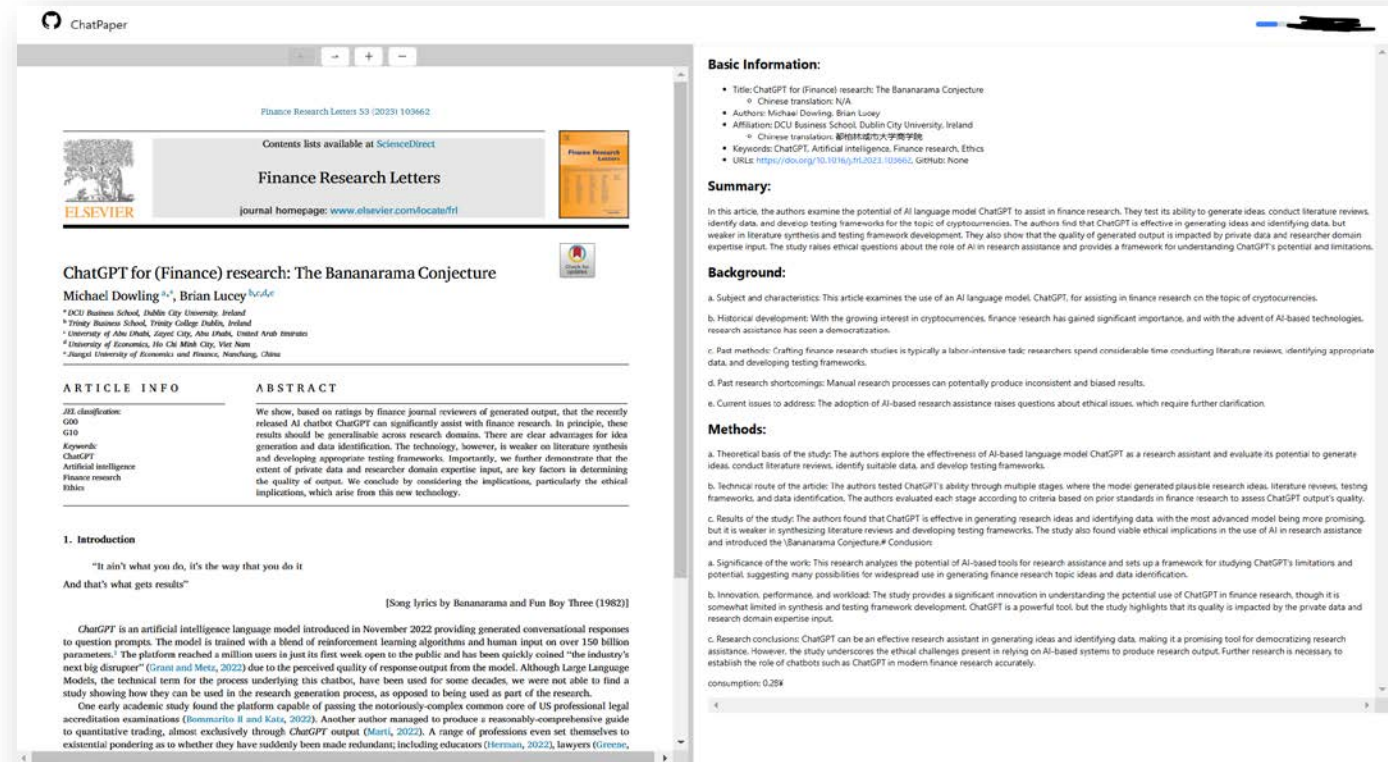 ChatPaper
Finance Research Letters 53 (2023) 103662
Contents lists available at ScienceDirect
Finance Research Letters
journal homepage: www.elsevier.com/locate/frl
ELSEVIER
Finance Research Letters
Check for updates
ChatGPT for (Finance) research: The Bananarama Conjecture
Michael Dowling a,*, Brian Lucey b,c,d,e
a DCU Business School, Dublin City University, Ireland
b Trinity Business School, Trinity College Dublin, Ireland
c University of Abu Dhabi, Zayed City, Abu Dhabi, United Arab Emirates
d University of Economics, Ho Chi Minh City, Viet Nam
e Jiangxi University of Economics and Finance, Nanchang, China
ARTICLE INFO
JEL classification:
G00
G10
Keywords:
ChatGPT
Artificial intelligence
Finance research
Ethics
ABSTRACT
We show, based on ratings by finance journal reviewers of generated output, that the recently
released AI chatbot ChatGPT can significantly assist with finance research. In principle, these
results should be generalisable across research domains. There are clear advantages for idea
generation and data identification. The technology, however, is weaker on literature synthesis
and developing appropriate testing frameworks. Importantly, we further demonstrate that the
extent of private data and researcher domain expertise input, are key factors in determining
the quality of output. We conclude by considering the implications, particularly the ethical
implications, which arise from this new technology.
1. Introduction
"It ain't what you do, it's the way that you do it
And that's what gets results"
[Song lyrics by Bananarama and Fun Boy Three (1982)]
ChatGPT is an artificial intelligence language model introduced in November 2022 providing generated conversational responses
to question prompts. The model is trained with a blend of reinforcement learning algorithms and human input on over 150 billion
parameters.1 The platform reached a million users in just its first week open to the public and has been quickly coined "the industry's
next big disrupter" (Grant and Metz, 2022) due to the perceived quality of response output from the model. Although Large Language
Models, the technical term for the process underlying this chatbot, have been used for some decades, we were not able to find a
study showing how they can be used in the research generation process, as opposed to being used as part of the research.
One early academic study found the platform capable of passing the notoriously-complex common core of US professional legal
accreditation examinations (Bommarito II and Katz, 2022). Another author managed to produce a reasonably-comprehensive guide
to quantitative trading, almost exclusively through ChatGPT output (Marti, 2022). A range of professions even set themselves to
existential pondering as to whether they have suddenly been made redundant; including educators (Herman, 2022), lawyers (Greene,
Basic Information:
• Title: ChatGPT for (Finance) research: The Bananarama Conjecture
○ Chinese translation: N/A
• Authors: Michael Dowling, Brian Lucey
• Affiliation: DCU Business School, Dublin City University, Ireland
○ Chinese translation: 都柏林城市大学商学院
• Keywords: ChatGPT, Artificial intelligence, Finance research, Ethics
• URLs: https://doi.org/10.1016/j.frl.2023.103662, GitHub: None
Summary:
In this article, the authors examine the potential of AI language model ChatGPT to assist in finance research. They test its ability to generate ideas, conduct literature reviews,
identify data, and develop testing frameworks for the topic of cryptocurrencies. The authors find that ChatGPT is effective in generating ideas and identifying data, but
weaker in literature synthesis and testing framework development. They also show that the quality of generated output is impacted by private data and researcher domain
expertise input. The study raises ethical questions about the role of AI in research assistance and provides a framework for understanding ChatGPT's potential and limitations.
Background:
a. Subject and characteristics: This article examines the use of an AI language model, ChatGPT, for assisting in finance research on the topic of cryptocurrencies.
b. Historical development: With the growing interest in cryptocurrencies, finance research has gained significant importance, and with the advent of AI-based technologies,
research assistance has seen a democratization.
c. Past methods: Crafting finance research studies is typically a labor-intensive task; researchers spend considerable time conducting literature reviews, identifying appropriate
data, and developing testing frameworks.
d. Past research shortcomings: Manual research processes can potentially produce inconsistent and biased results.
e. Current issues to address: The adoption of AI-based research assistance raises questions about ethical issues, which require further clarification.
Methods:
a. Theoretical basis of the study: The authors explore the effectiveness of AI-based language model ChatGPT as a research assistant and evaluate its potential to generate
ideas, conduct literature reviews, identify suitable data, and develop testing frameworks.
b. Technical route of the article: The authors tested ChatGPT's ability through multiple stages, where the model generated plausible research ideas, literature reviews, testing
frameworks, and data identification. The authors evaluated each stage according to criteria based on prior standards in finance research to assess ChatGPT output's quality.
c. Results of the study: The authors found that ChatGPT is effective in generating research ideas and identifying data, with the most advanced model being more promising,
but it is weaker in synthesizing literature reviews and developing testing frameworks. The study also found viable ethical implications in the use of AI in research assistance
and introduced the \Bananarama Conjecture.# Conclusion:
a. Significance of the work: This research analyzes the potential of AI-based tools for research assistance and sets up a framework for studying ChatGPT's limitations and
potential, suggesting many possibilities for widespread use in generating finance research topic ideas and data identification.
b. Innovation, performance, and workload: The study provides a significant innovation in understanding the potential use of ChatGPT in finance research, though it is
somewhat limited in synthesis and testing framework development. ChatGPT is a powerful tool, but the study highlights that its quality is impacted by the private data and
research domain expertise input.
c. Research conclusions: ChatGPT can be an effective research assistant in generating ideas and identifying data, making it a promising tool for democratizing research
assistance. However, the study underscores the ethical challenges present in relying on AI-based systems to produce research output. Further research is necessary to
establish the role of chatbots such as ChatGPT in modern finance research accurately.
consumption: 0.28¥